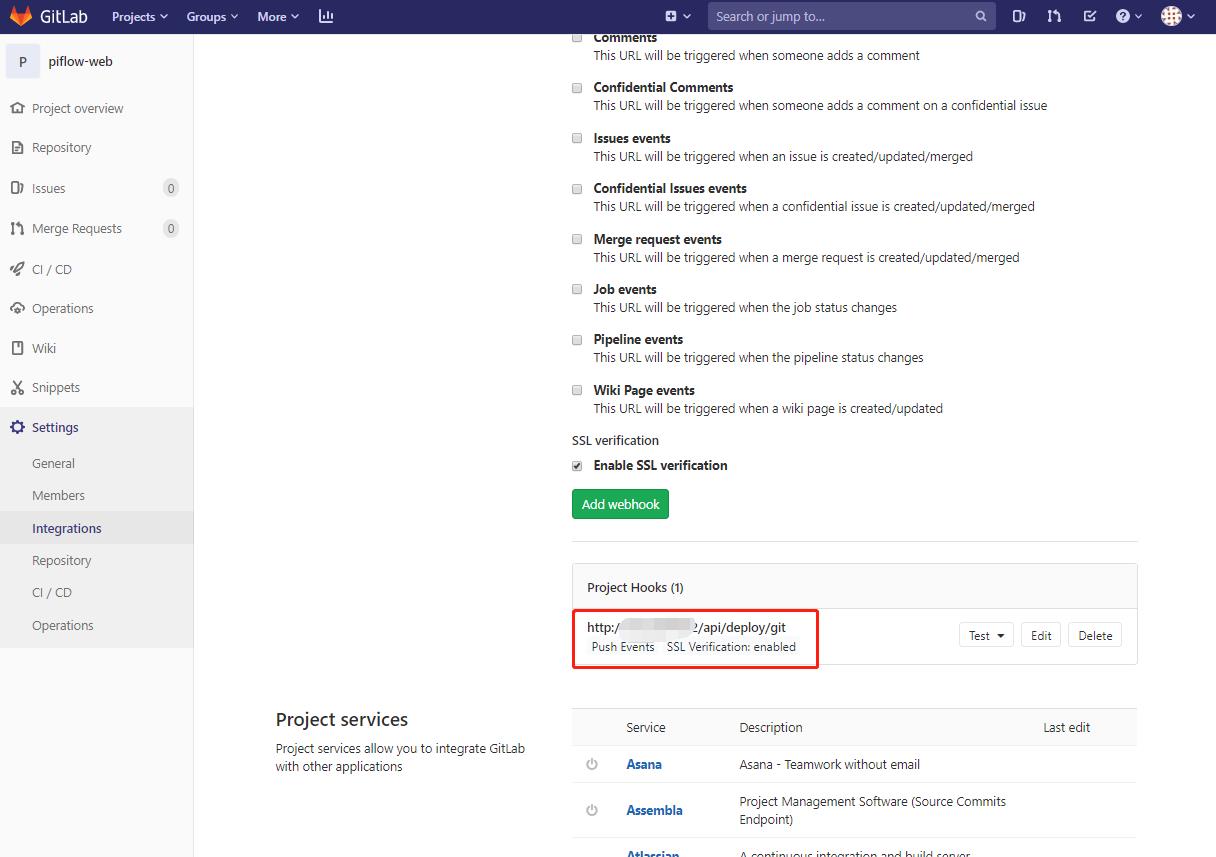 GitLab Projects Groups More Search or jump to...
P piflow-web
Project overview
Repository
Issues 0
Merge Requests 0
CI / CD
Operations
Wiki
Snippets
Settings
General
Members
Integrations
Repository
CI / CD
Operations
Comments
This URL will be triggered when someone adds a comment
Confidential Comments
This URL will be triggered when someone adds a comment on a confidential issue
Issues events
This URL will be triggered when an issue is created/updated/merged
Confidential Issues events
This URL will be triggered when a confidential issue is created/updated/merged
Merge request events
This URL will be triggered when a merge request is created/updated/merged
Job events
This URL will be triggered when the job status changes
Pipeline events
This URL will be triggered when the pipeline status changes
Wiki Page events
This URL will be triggered when a wiki page is created/updated
SSL verification
Enable SSL verification
Add webhook
Project Hooks (1)
http:/ 2/api/deploy/git
Push Events SSL Verification: enabled
Test Edit Delete
Project services
Project services allow you to integrate GitLab
with other applications
Service Description Last edit
Asana Asana - Teamwork without email
Assembla Project Management Software (Source Commits
Endpoint)
Atlassian A continuous integration and build server